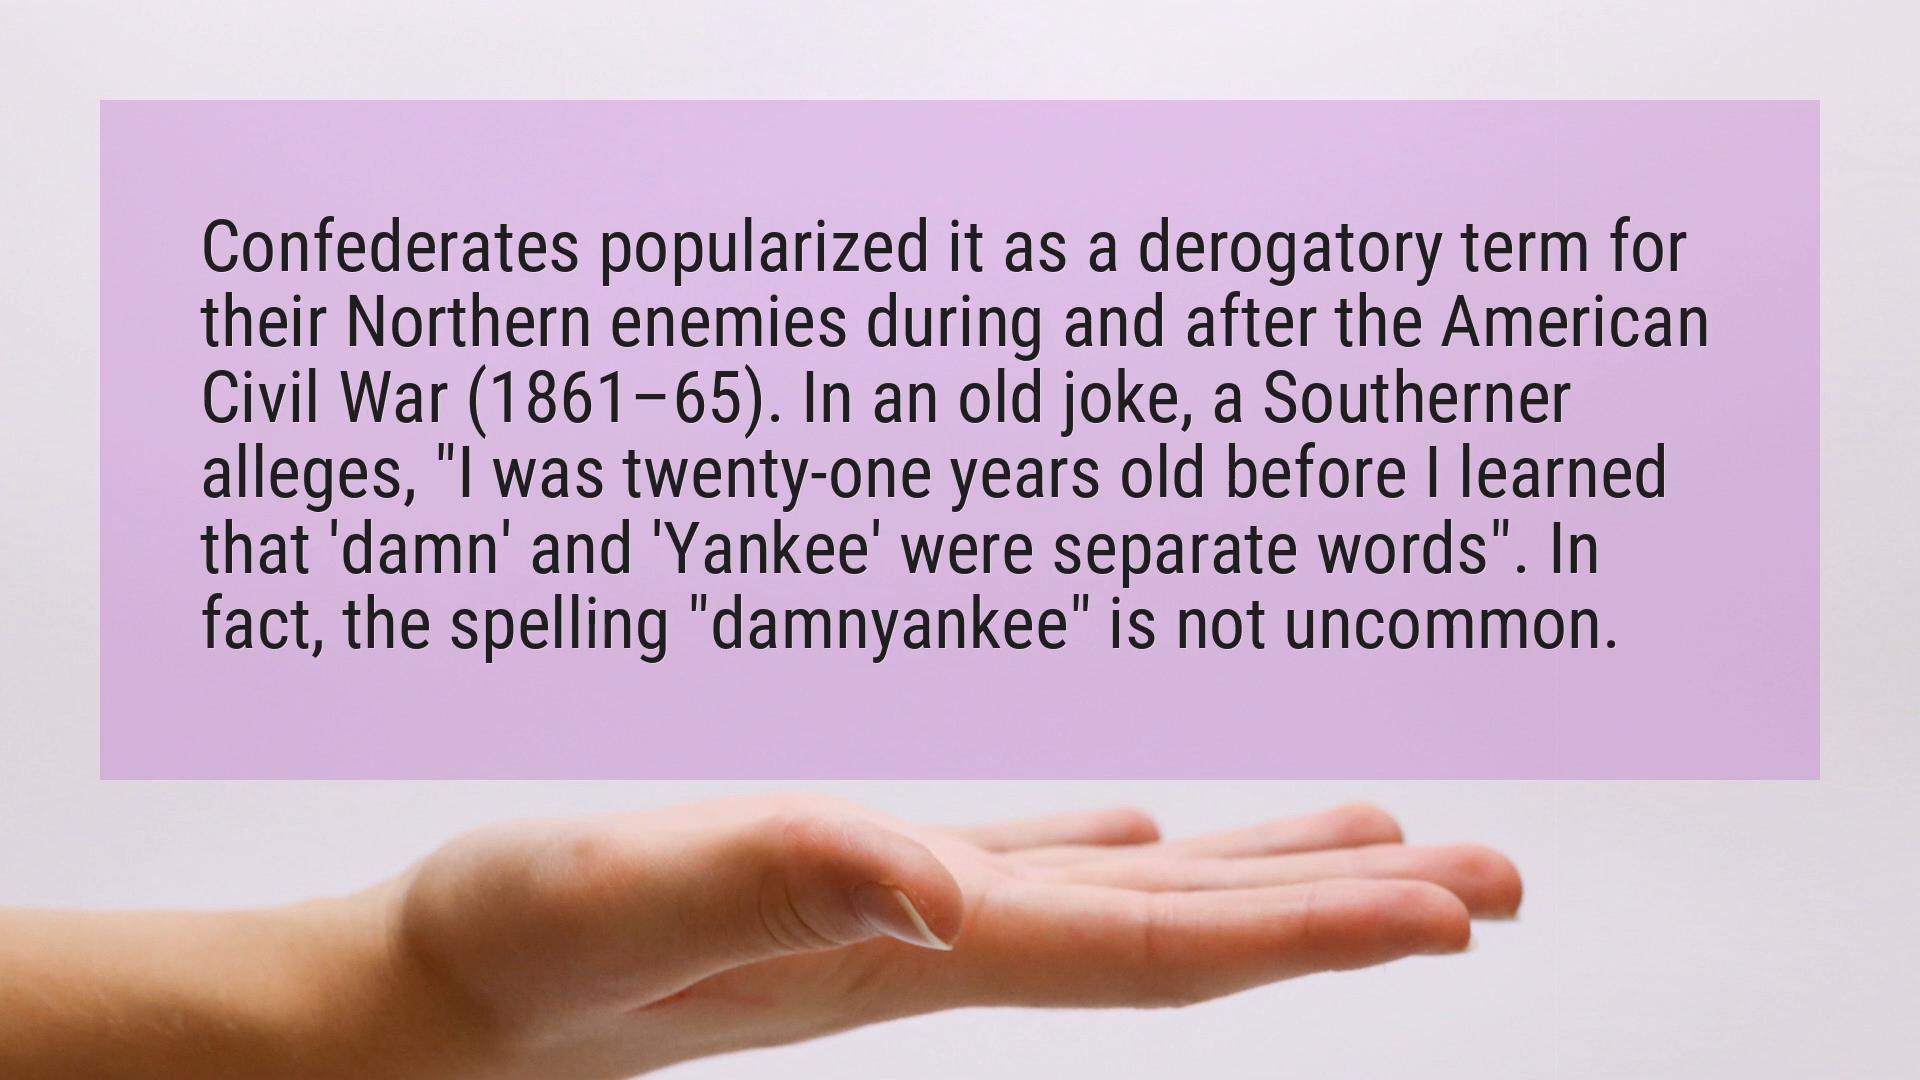 Confederates popularized it as a derogatory term for
their Northern enemies during and after the American
Civil War (1861–65). In an old joke, a Southerner
alleges, "I was twenty-one years old before I learned
that 'damn' and 'Yankee' were separate words". In
fact, the spelling "damnyankee" is not uncommon.